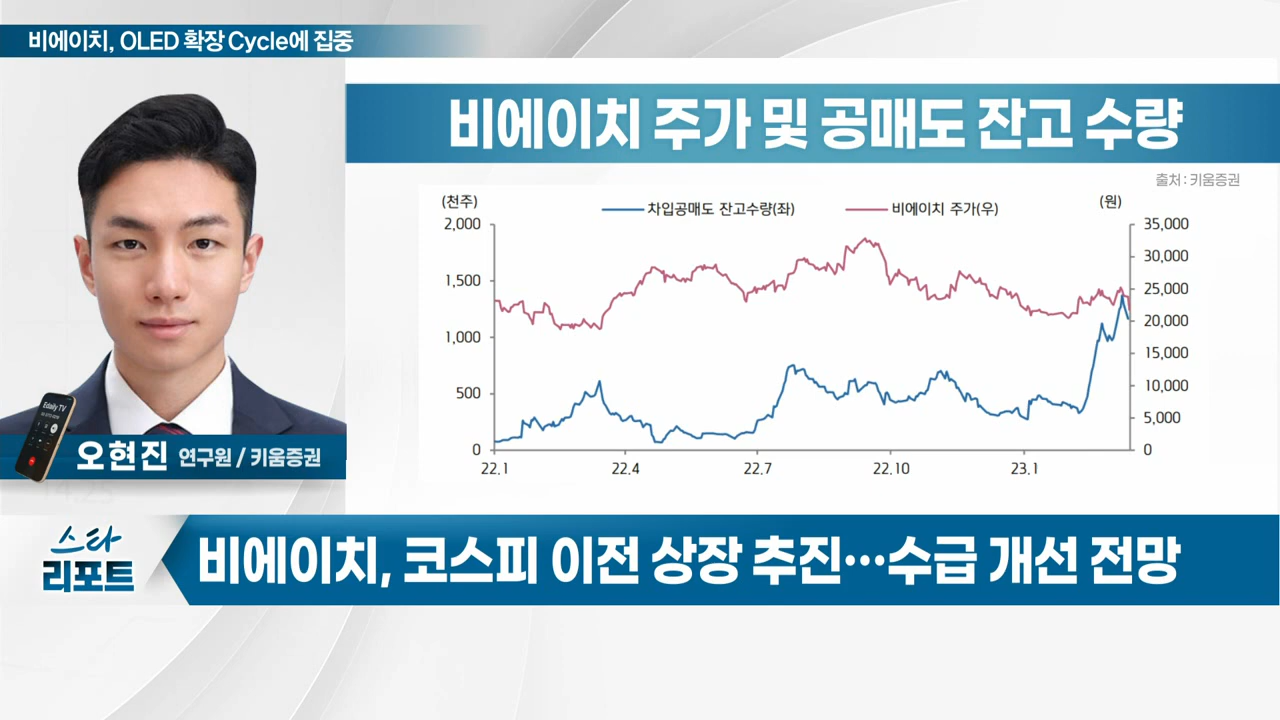 비에이치, OLED 확장 Cycle에 집중
비에이치 주가 및 공매도 잔고 수량
출처 : 키움증권
(천주)
차입공매도 잔고수량(좌)
비에이치 주가(우)
(원)
2,000
1,500
1,000
500
0
35,000
30,000
25,000
20,000
15,000
10,000
5,000
0
22.1
22.4
22.7
22.10
23.1
Edaily TV
오현진 연구원 / 키움증권
스타
리포트
비에이치, 코스피 이전 상장 추진…수급 개선 전망